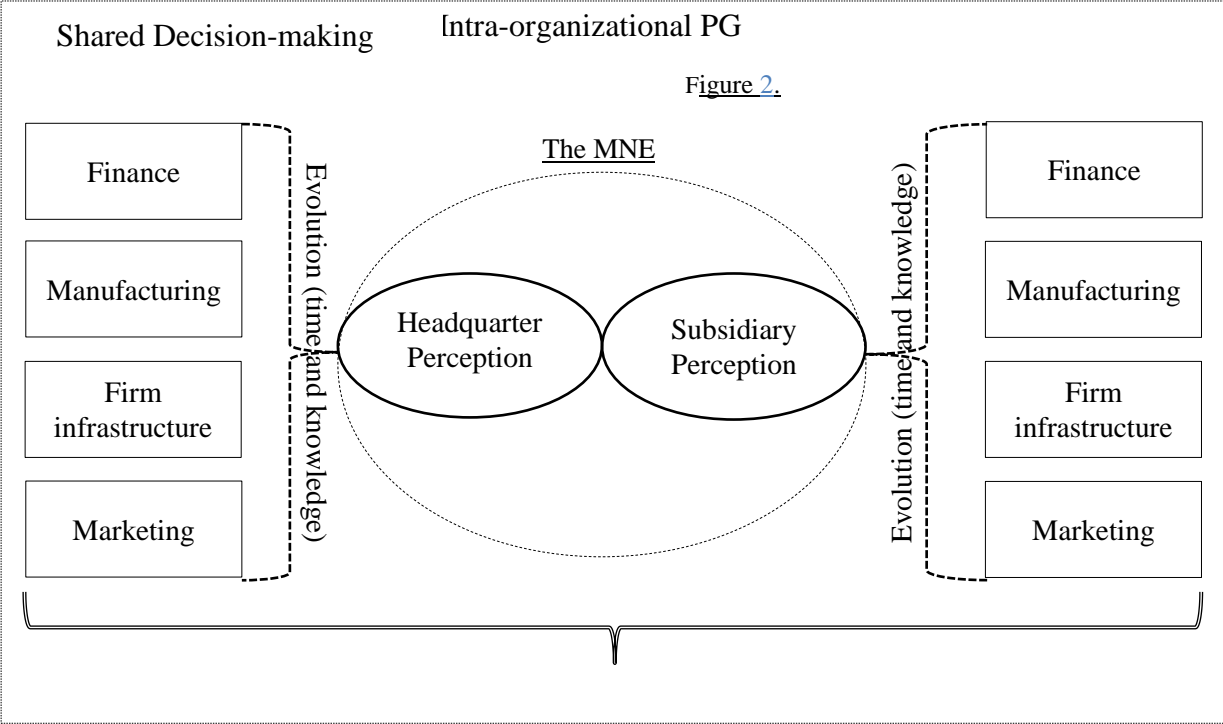 Shared Decision-making
Intra-organizational PG
Figure 2.
The MNE
Finance
Manufacturing
Firm
infrastructure
Marketing
Evolution (time and knowledge)
Headquarter
Perception
Subsidiary
Perception
Evolution (time and knowledge)
Finance
Manufacturing
Firm
infrastructure
Marketing